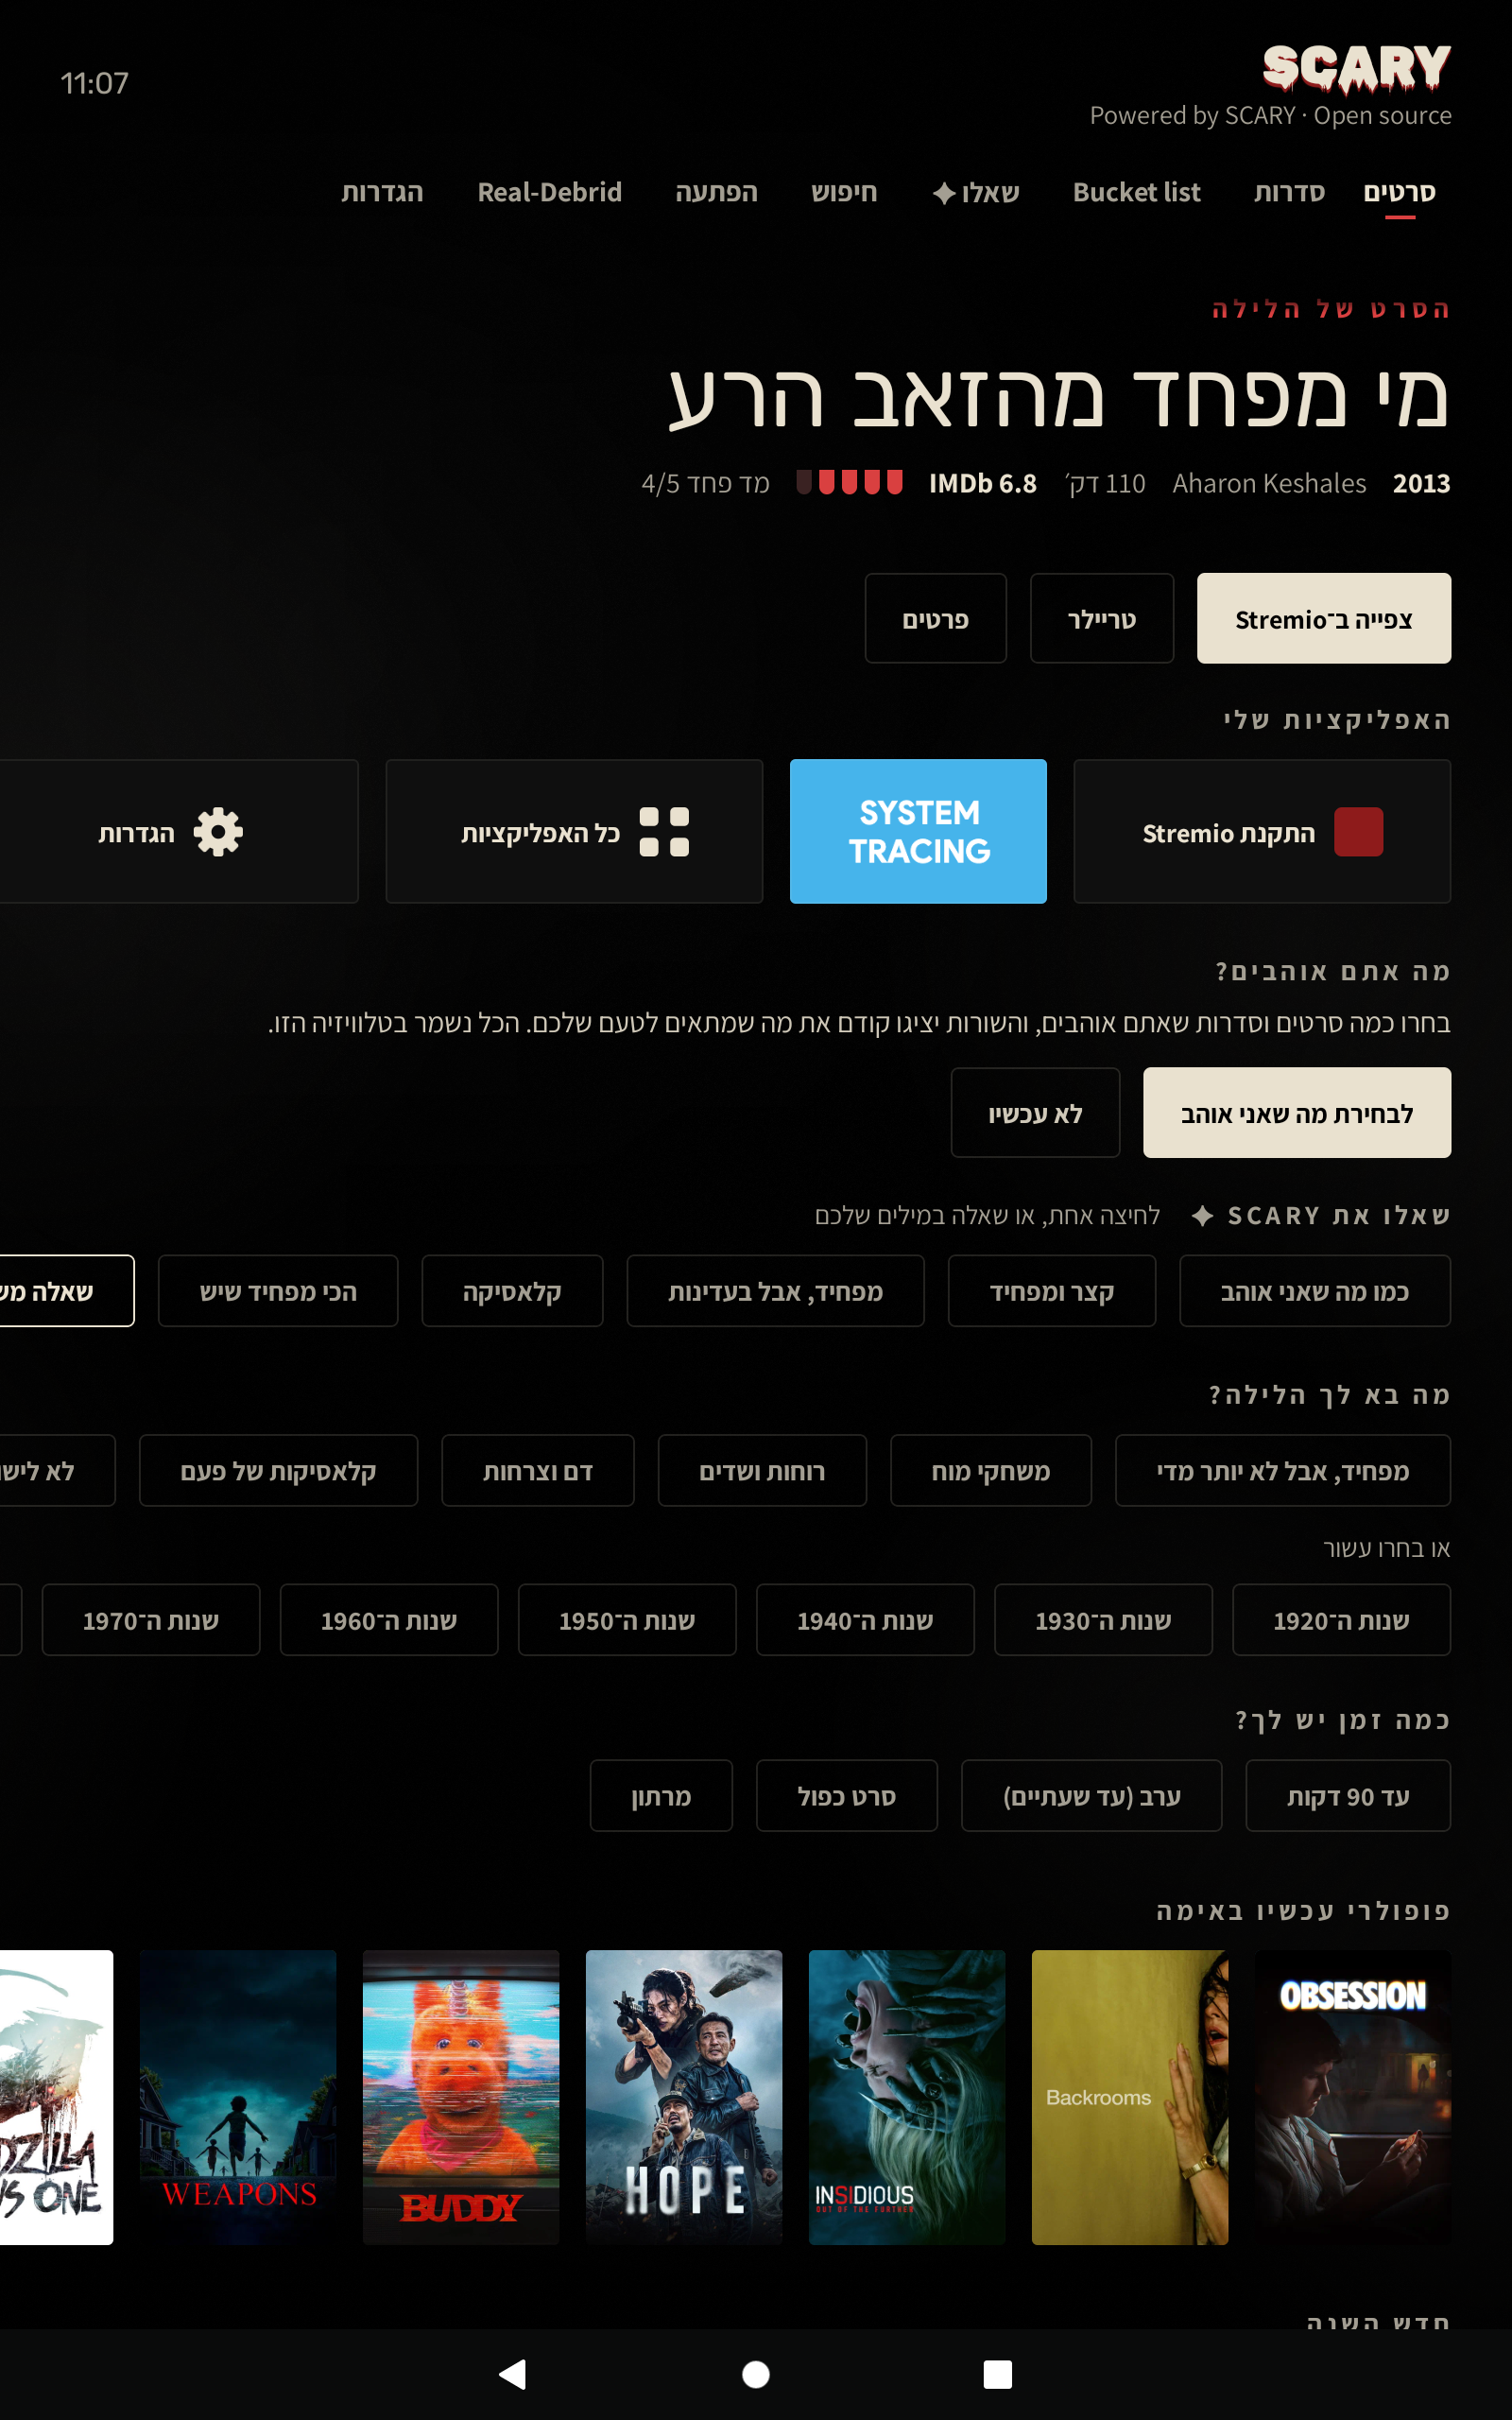 SCARY
11:07
Powered by SCARY · Open source
סרטים סדרות Bucket list שאלו חיפוש הפתעה Real-Debrid הגדרות
הסרט של הלילה
מי מפחד מהזאב הרע
2013 Aharon Keshales 110 דק׳ IMDb 6.8 מד פחד 4/5
צפייה ב־Stremio טריילר פרטים
האפליקציות שלי
התקנת Stremio SYSTEM TRACING כל האפליקציות הגדרות
מה אתם אוהבים?
בחרו כמה סרטים וסדרות שאתם אוהבים, והשורות יציגו קודם את מה שמתאים לטעם שלכם. הכל נשמר בטלוויזיה הזו.
לבחירת מה שאני אוהב לא עכשיו
שאלו את SCARY לחיצה אחת, או שאלה במילים שלכם
כמו מה שאני אוהב קצר ומפחיד מפחיד, אבל בעדינות קלאסיקה הכי מפחיד שיש שאלה
מה בא לך הלילה?
מפחיד, אבל לא יותר מדי משחקי מוח רוחות ושדים דם וצרחות קלאסיקות של פעם לא
או בחרו עשור
שנות ה־1920 שנות ה־1930 שנות ה־1940 שנות ה־1950 שנות ה־1960 שנות ה־1970
כמה זמן יש לך?
עד 90 דקות ערב (עד שעתיים) סרט כפול מרתון
פופולרי עכשיו באימה
OBSESSION
Backrooms
INSIDIOUS
OUT OF THE FURTHER
HOPE
BUDDY
WEAPONS
ONE
חדש השנה